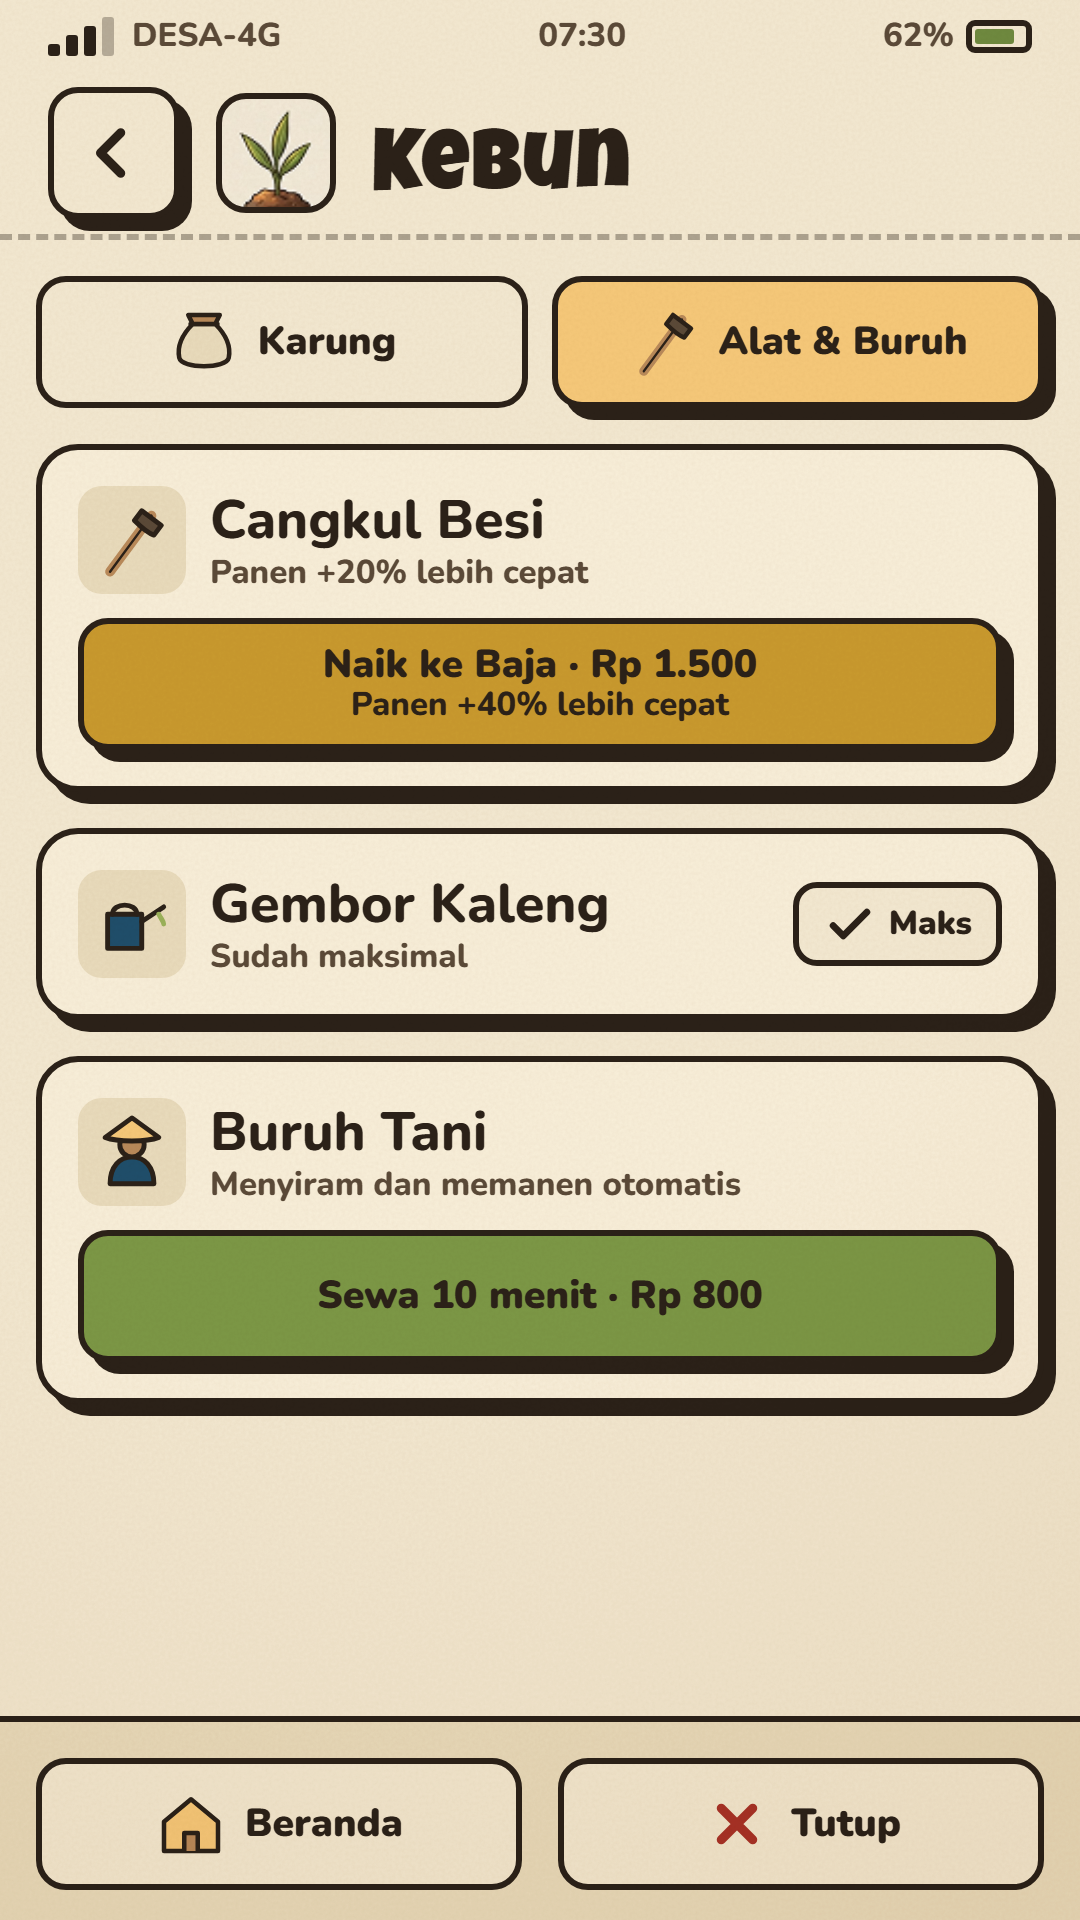 DESA-4G
07:30
62%
Kebun
Karung
Alat & Buruh
Cangkul Besi
Panen +20% lebih cepat
Naik ke Baja · Rp 1.500
Panen +40% lebih cepat
Gembor Kaleng
Sudah maksimal
Maks
Buruh Tani
Menyiram dan memanen otomatis
Sewa 10 menit · Rp 800
Beranda
Tutup